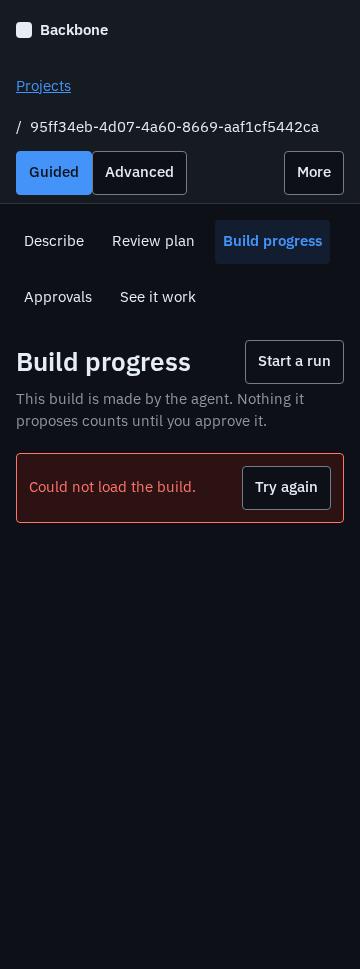 Backbone
Projects
/ 95ff34eb-4d07-4a60-8669-aaf1cf5442ca
Guided Advanced More
Describe Review plan Build progress
Approvals See it work
Build progress Start a run
This build is made by the agent. Nothing it
proposes counts until you approve it.
Could not load the build. Try again